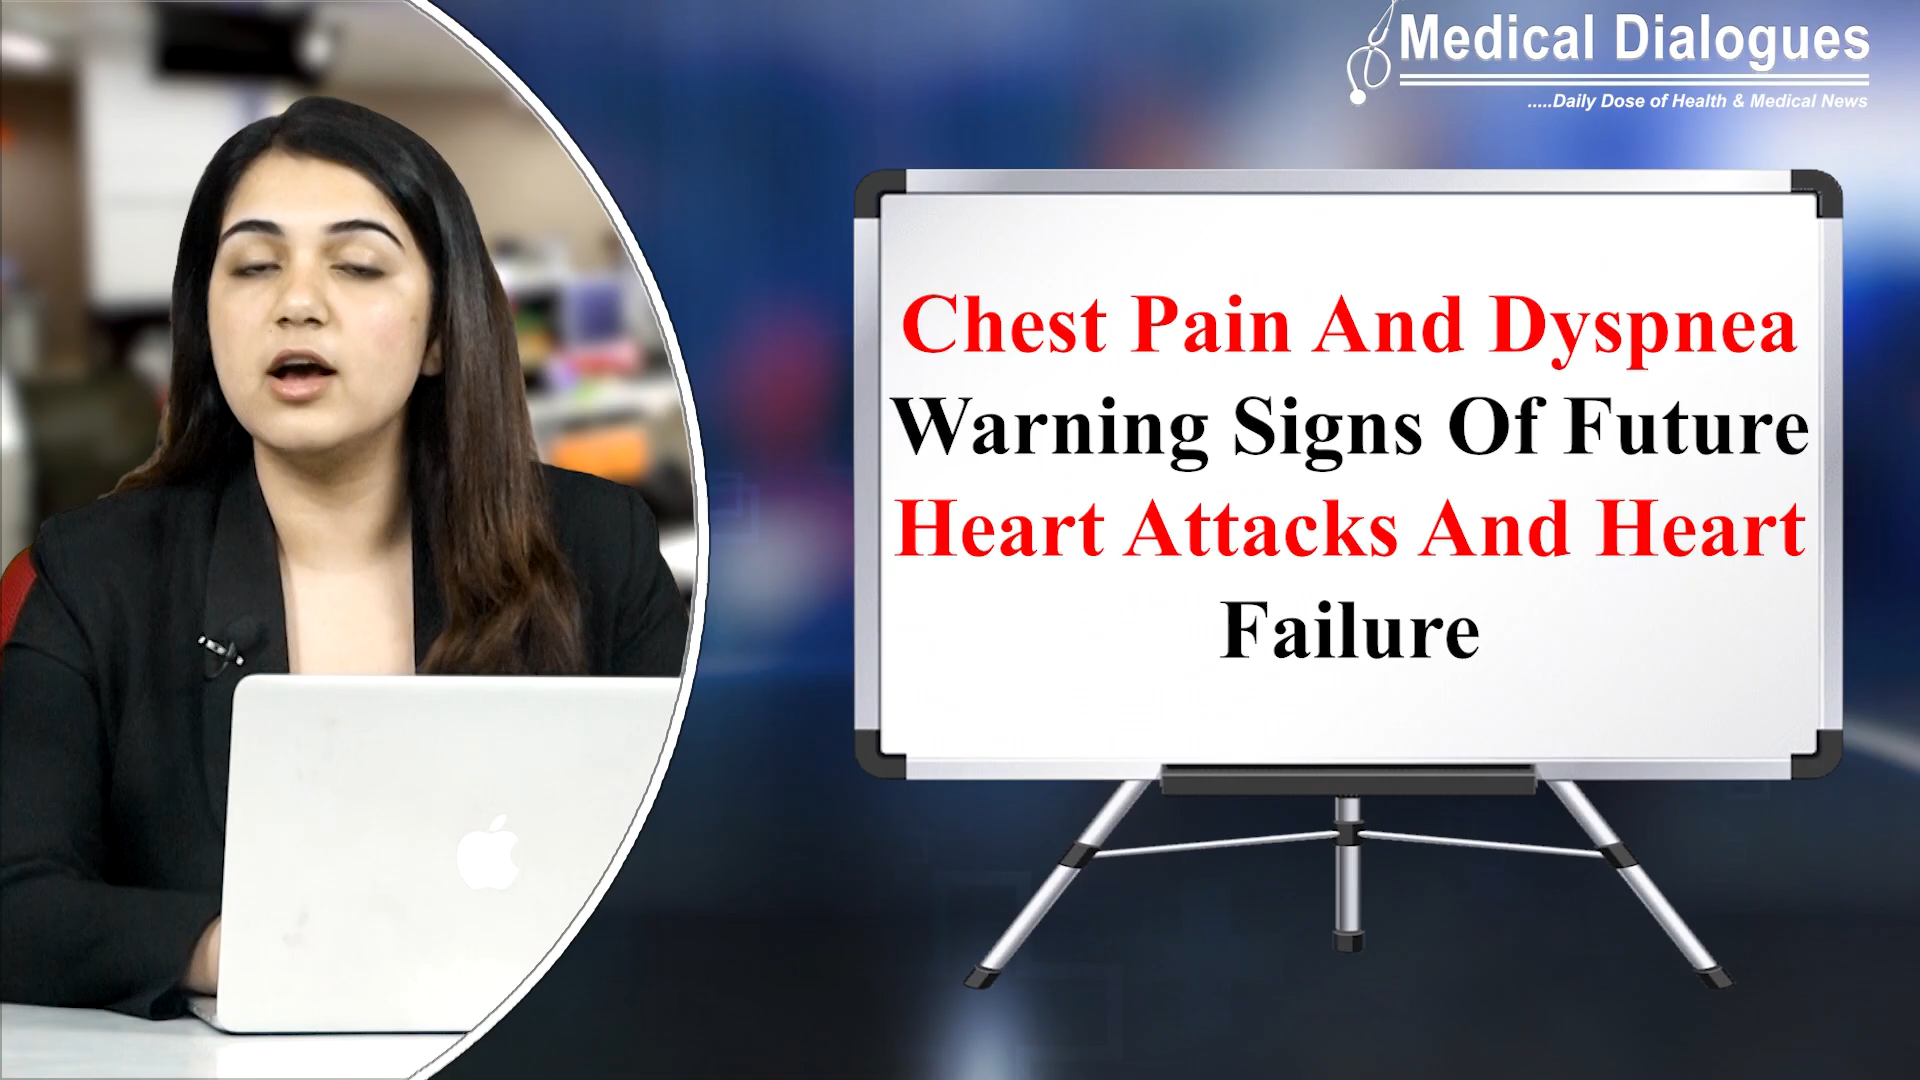 Medical Dialogues
.....Daily Dose of Health & Medical News
Chest Pain And Dyspnea
Warning Signs Of Future
Heart Attacks And Heart
Failure